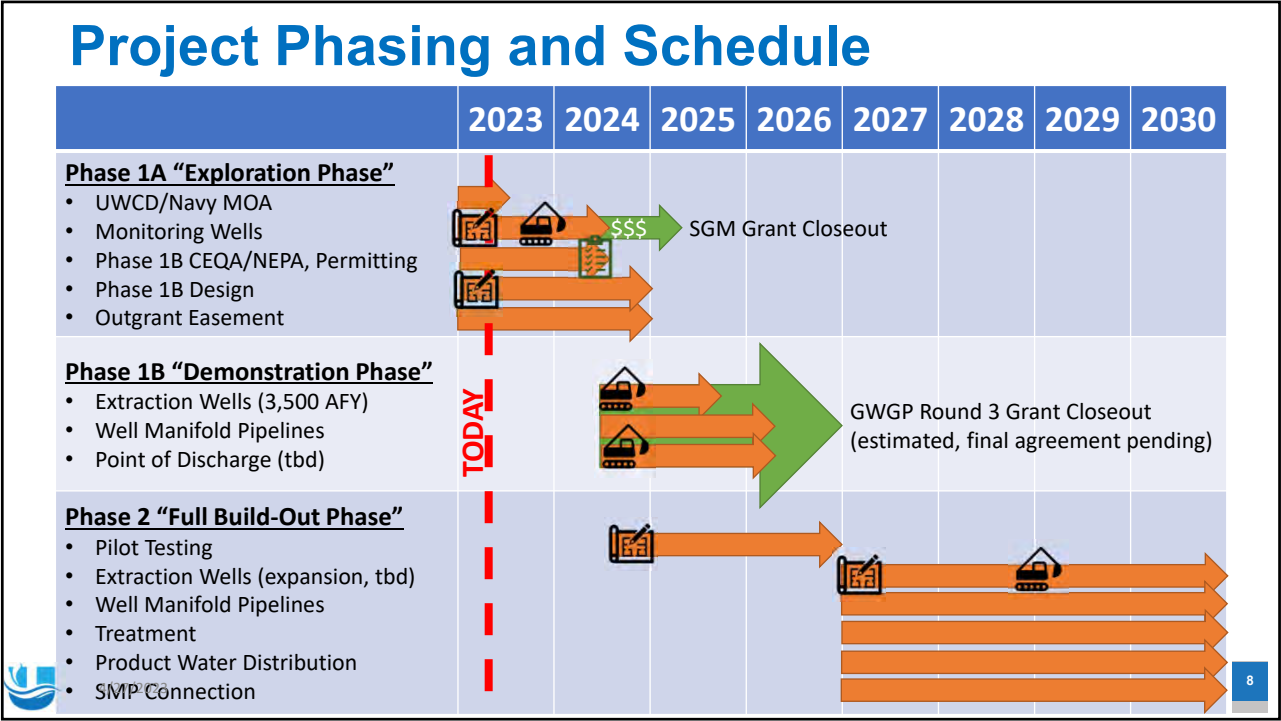 Project Phasing and Schedule
2023 2024 2025 2026 2027 2028 2029 2030
Phase 1A “Exploration Phase”
• UWCD/Navy MOA
• Monitoring Wells
• Phase 1B CEQA/NEPA, Permitting
• Phase 1B Design
• Outgrant Easement
$$$
SGM Grant Closeout
TODAY
Phase 1B “Demonstration Phase”
• Extraction Wells (3,500 AFY)
• Well Manifold Pipelines
• Point of Discharge (tbd)
GWGP Round 3 Grant Closeout
(estimated, final agreement pending)
Phase 2 “Full Build-Out Phase”
• Pilot Testing
• Extraction Wells (expansion, tbd)
• Well Manifold Pipelines
• Treatment
• Product Water Distribution
• SMP Connection
8